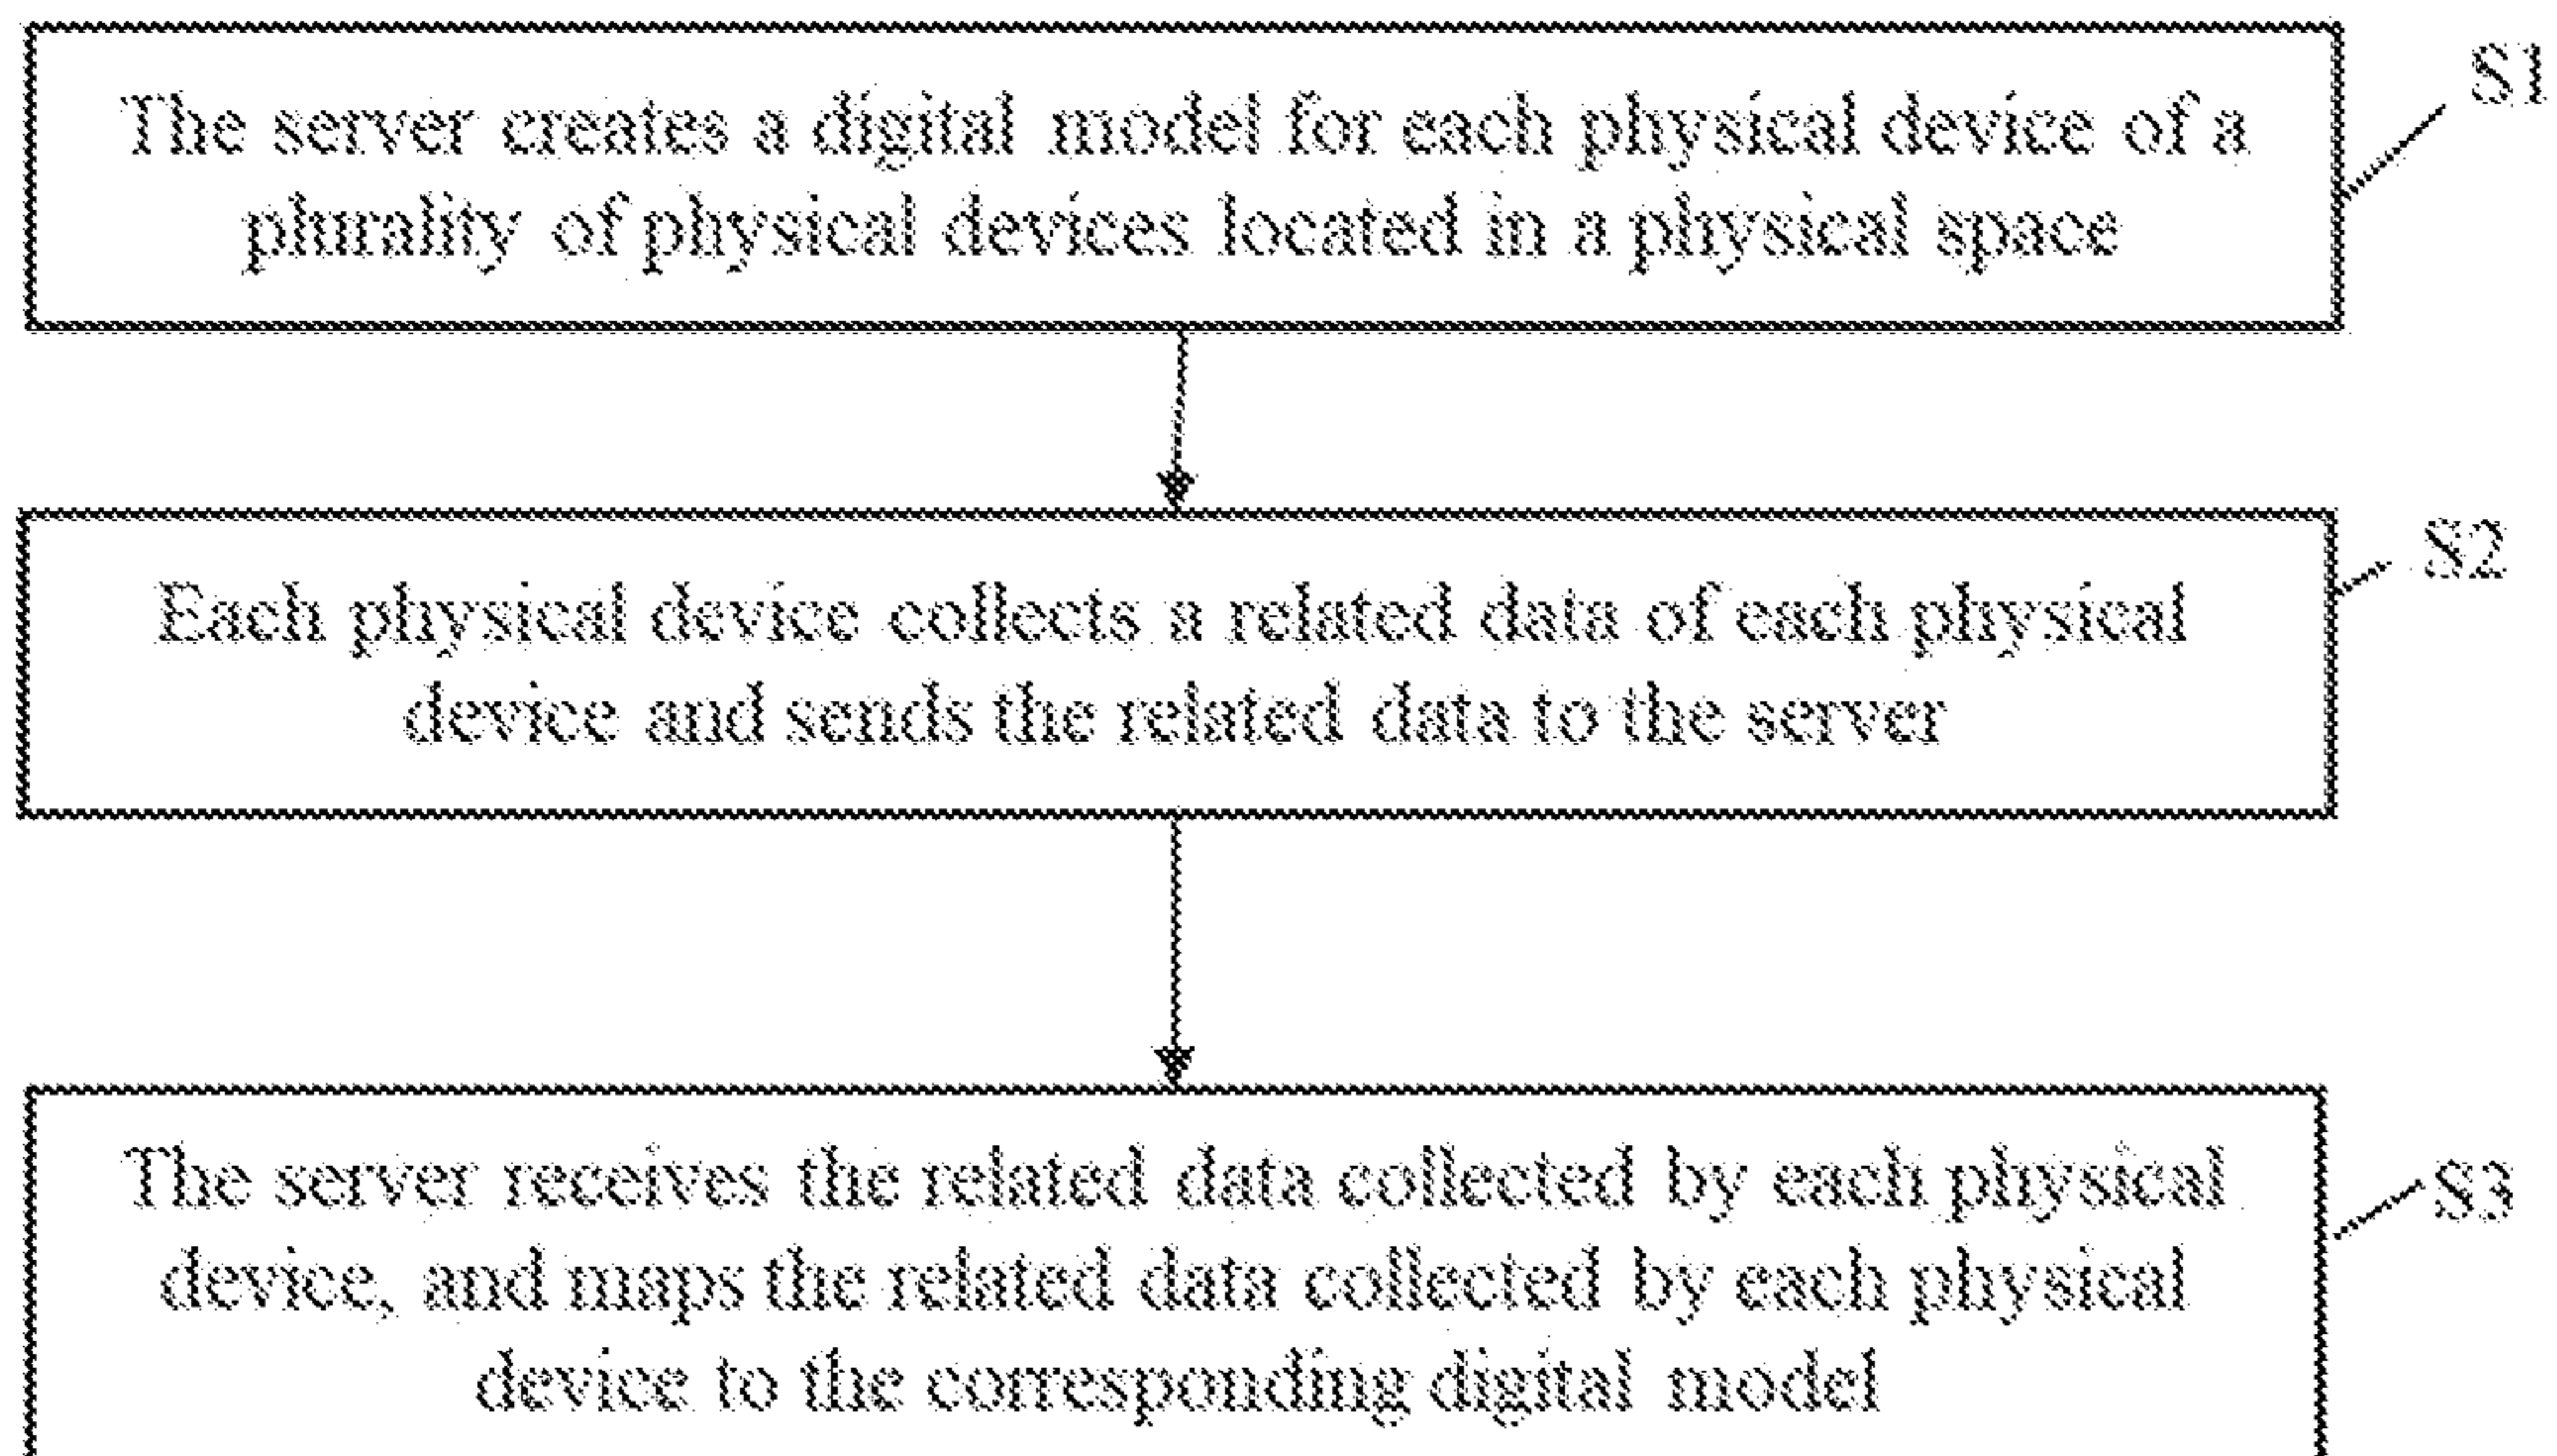 The server creates a digital model for each physical device of a
plurality of physical devices located in a physical space
S1
Each physical device collects a related data of each physical
device and sends the related data to the server
S2
The server receives the related data collected by each physical
device, and maps the related data collected by each physical
device to the corresponding digital model
S3